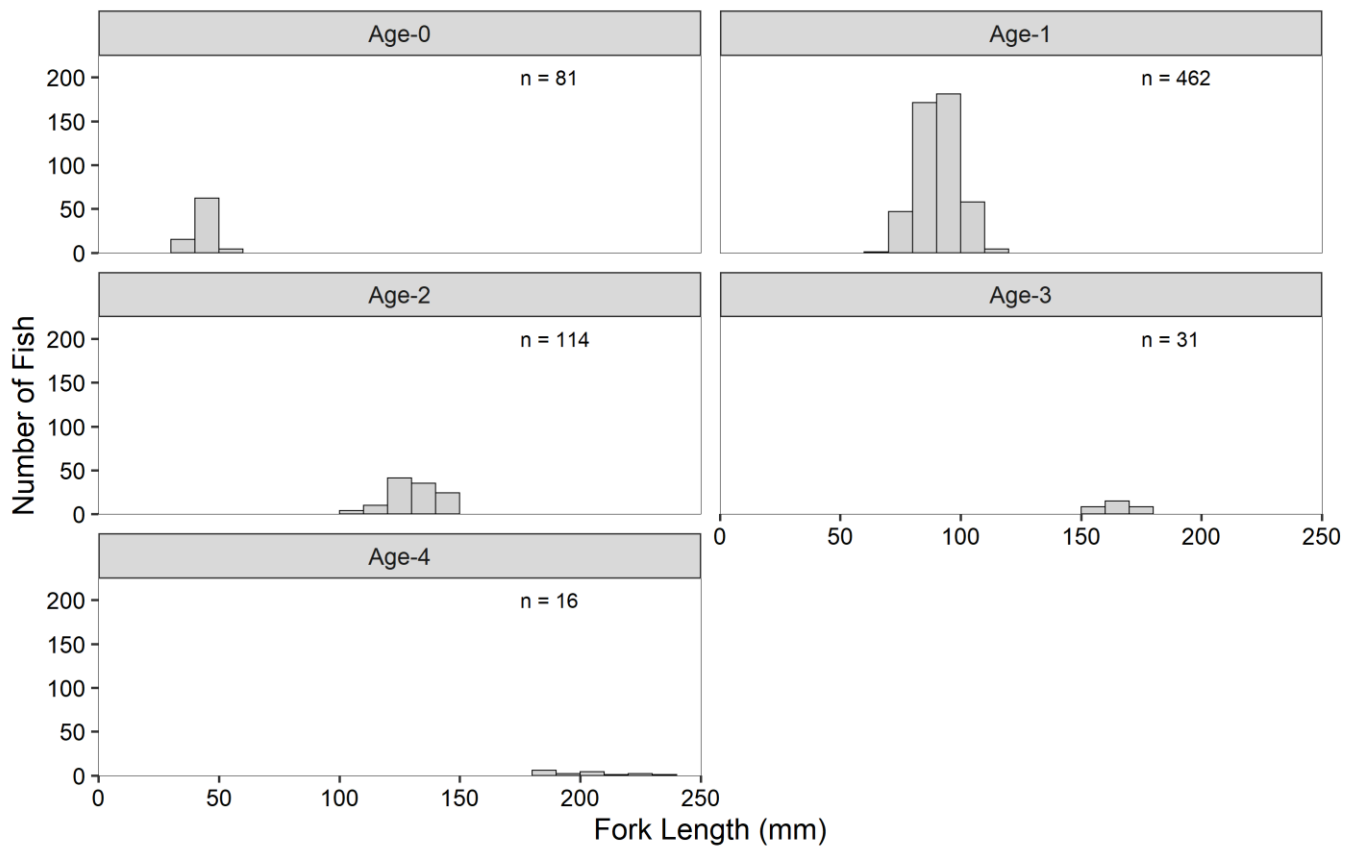 Age-0
Age-1
n = 81
n = 462
200
150
100
50
0
Age-2
Age-3
n = 114
n = 31
200
150
100
50
0
0 50 100 150 200 250
Age-4
n = 16
200
150
100
50
0
0 50 100 150 200 250
Number of Fish
Fork Length (mm)